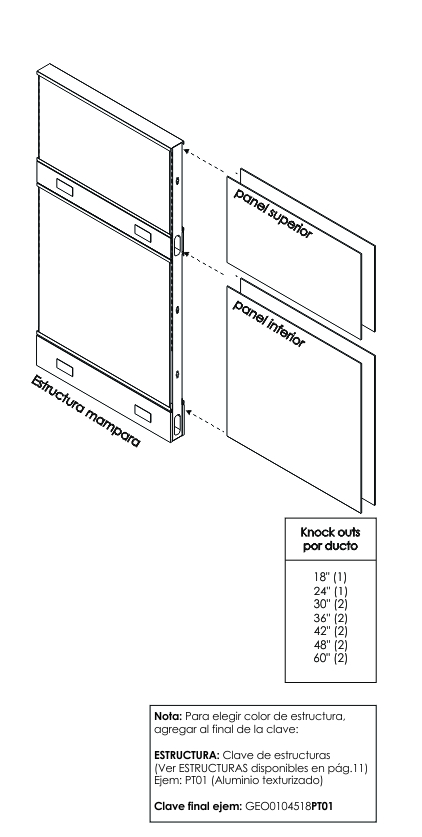 panel superior
panel inferior
Estructura mampara
Knock outs
por ducto
18" (1)
24" (1)
30" (2)
36" (2)
42" (2)
48" (2)
60" (2)
Nota: Para elegir color de estructura,
agregar al final de la clave:
ESTRUCTURA: Clave de estructuras
(Ver ESTRUCTURAS disponibles en pág.11)
Ejem: PT01 (Aluminio texturizado)
Clave final ejem: GEO0104518PT01